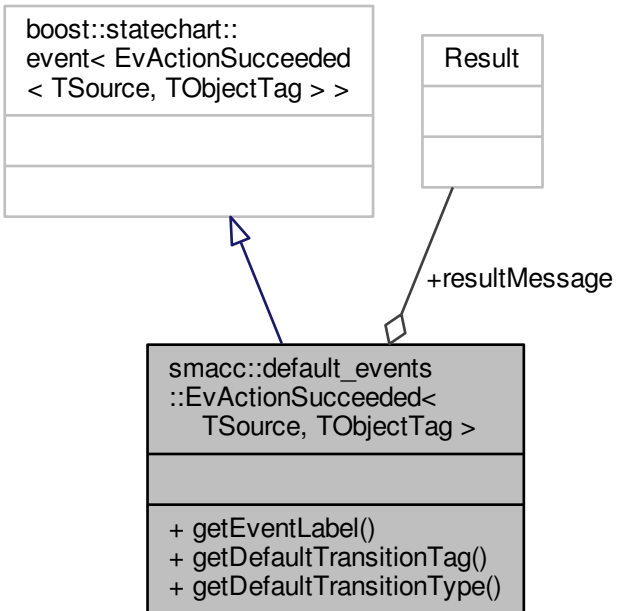 boost::statechart::
event< EvActionSucceeded
< TSource, TObjectTag > >
Result
+resultMessage
smacc::default_events
::EvActionSucceeded<
TSource, TObjectTag >
+ getEventLabel()
+ getDefaultTransitionTag()
+ getDefaultTransitionType()